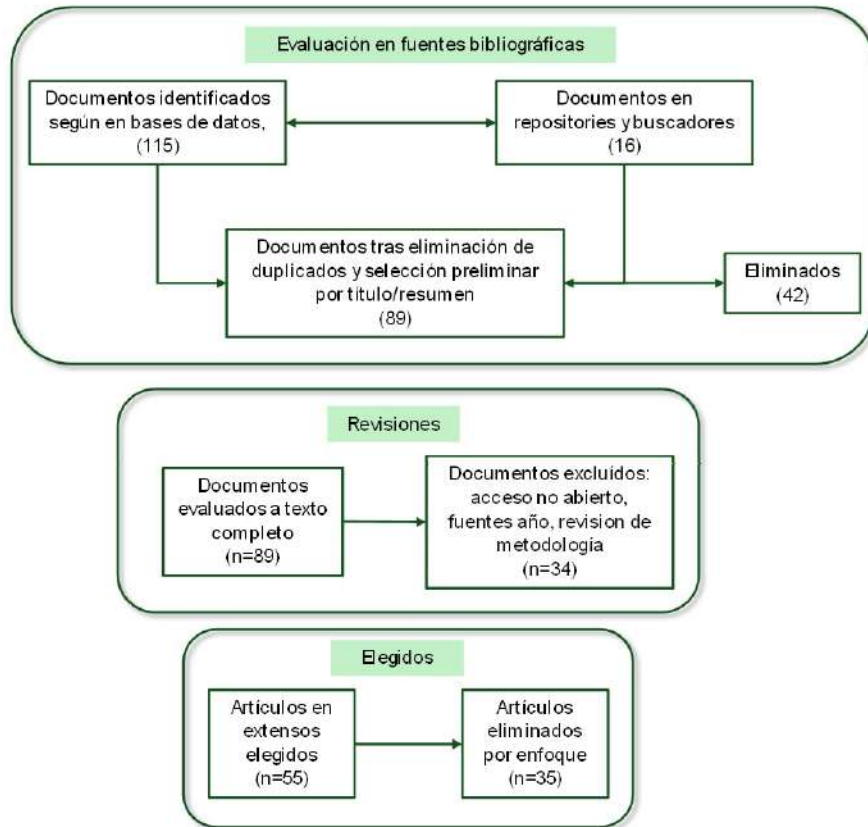 Evaluación en fuentes bibliográficas
Documentos identificados
según en bases de datos,
(115)
Documentos en
repositories y buscadores
(16)
Documentos tras eliminación de
duplicados y selección preliminar
por título/resumen
(89)
Eliminados
(42)
Revisiones
Documentos
evaluados a texto
completo
(n=89)
Documentos excluídos:
acceso no abierto,
fuentes año, revision de
metodología
(n=34)
Elegidos
Artículos en
extensos
elegidos
(n=55)
Artículos
eliminados
por enfoque
(n=35)